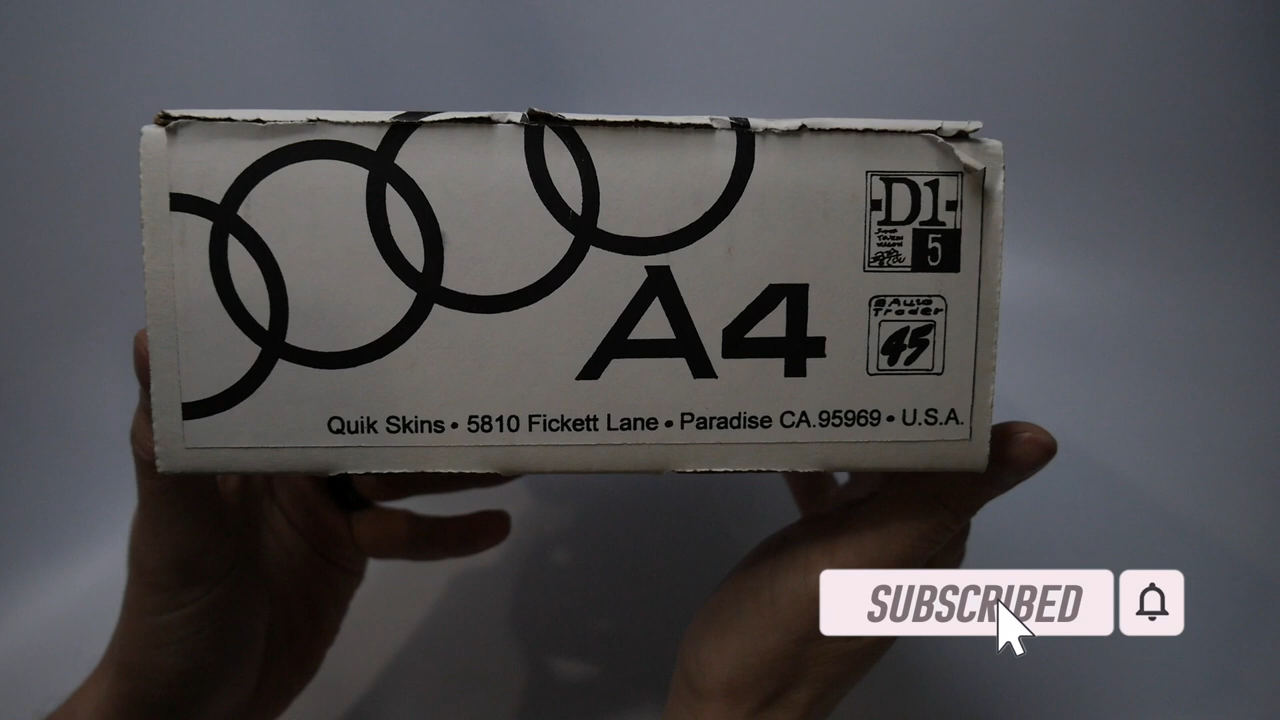 A4
D1
5
Auto
Trader
45
Quik Skins • 5810 Fickett Lane • Paradise CA.95969 • U.S.A.
SUBSCRIBED